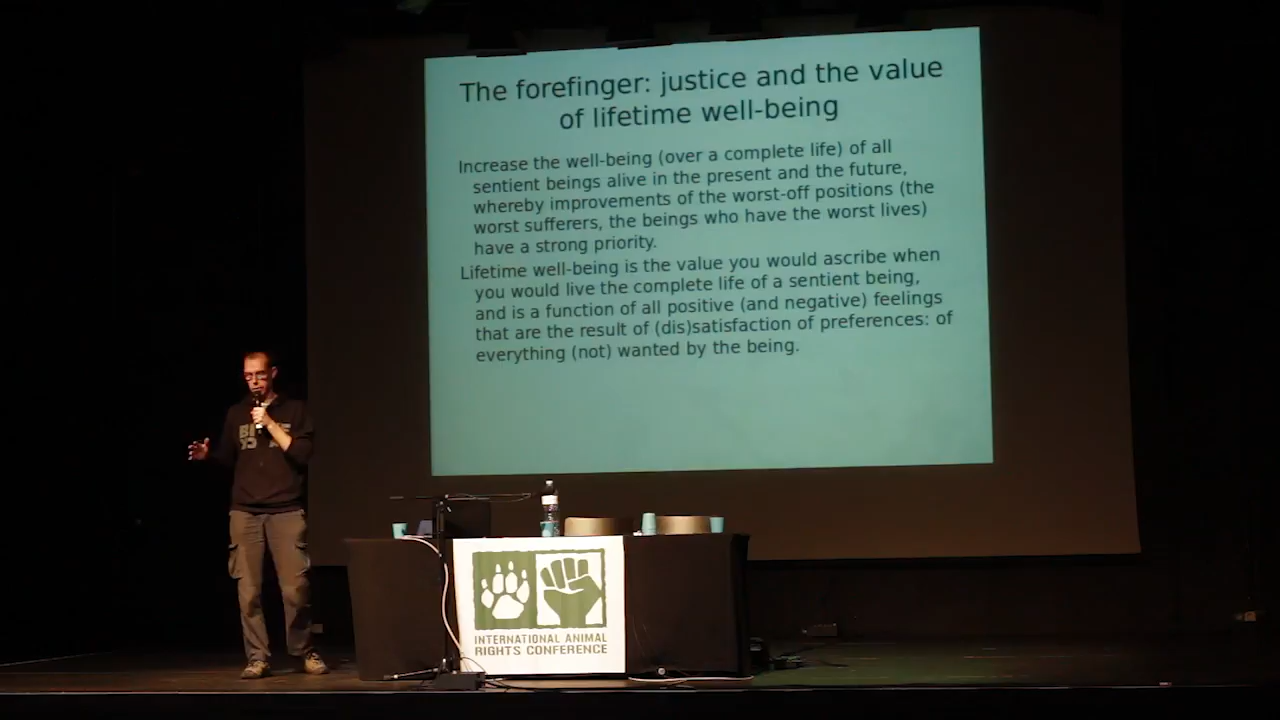 The forefinger: justice and the value
of lifetime well-being
Increase the well-being (over a complete life) of all
sentient beings alive in the present and the future,
whereby improvements of the worst-off positions (the
worst sufferers, the beings who have the worst lives)
have a strong priority.
Lifetime well-being is the value you would ascribe when
you would live the complete life of a sentient being,
and is a function of all positive (and negative) feelings
that are the result of (dis)satisfaction of preferences: of
everything (not) wanted by the being.
INTERNATIONAL ANIMAL
RIGHTS CONFERENCE